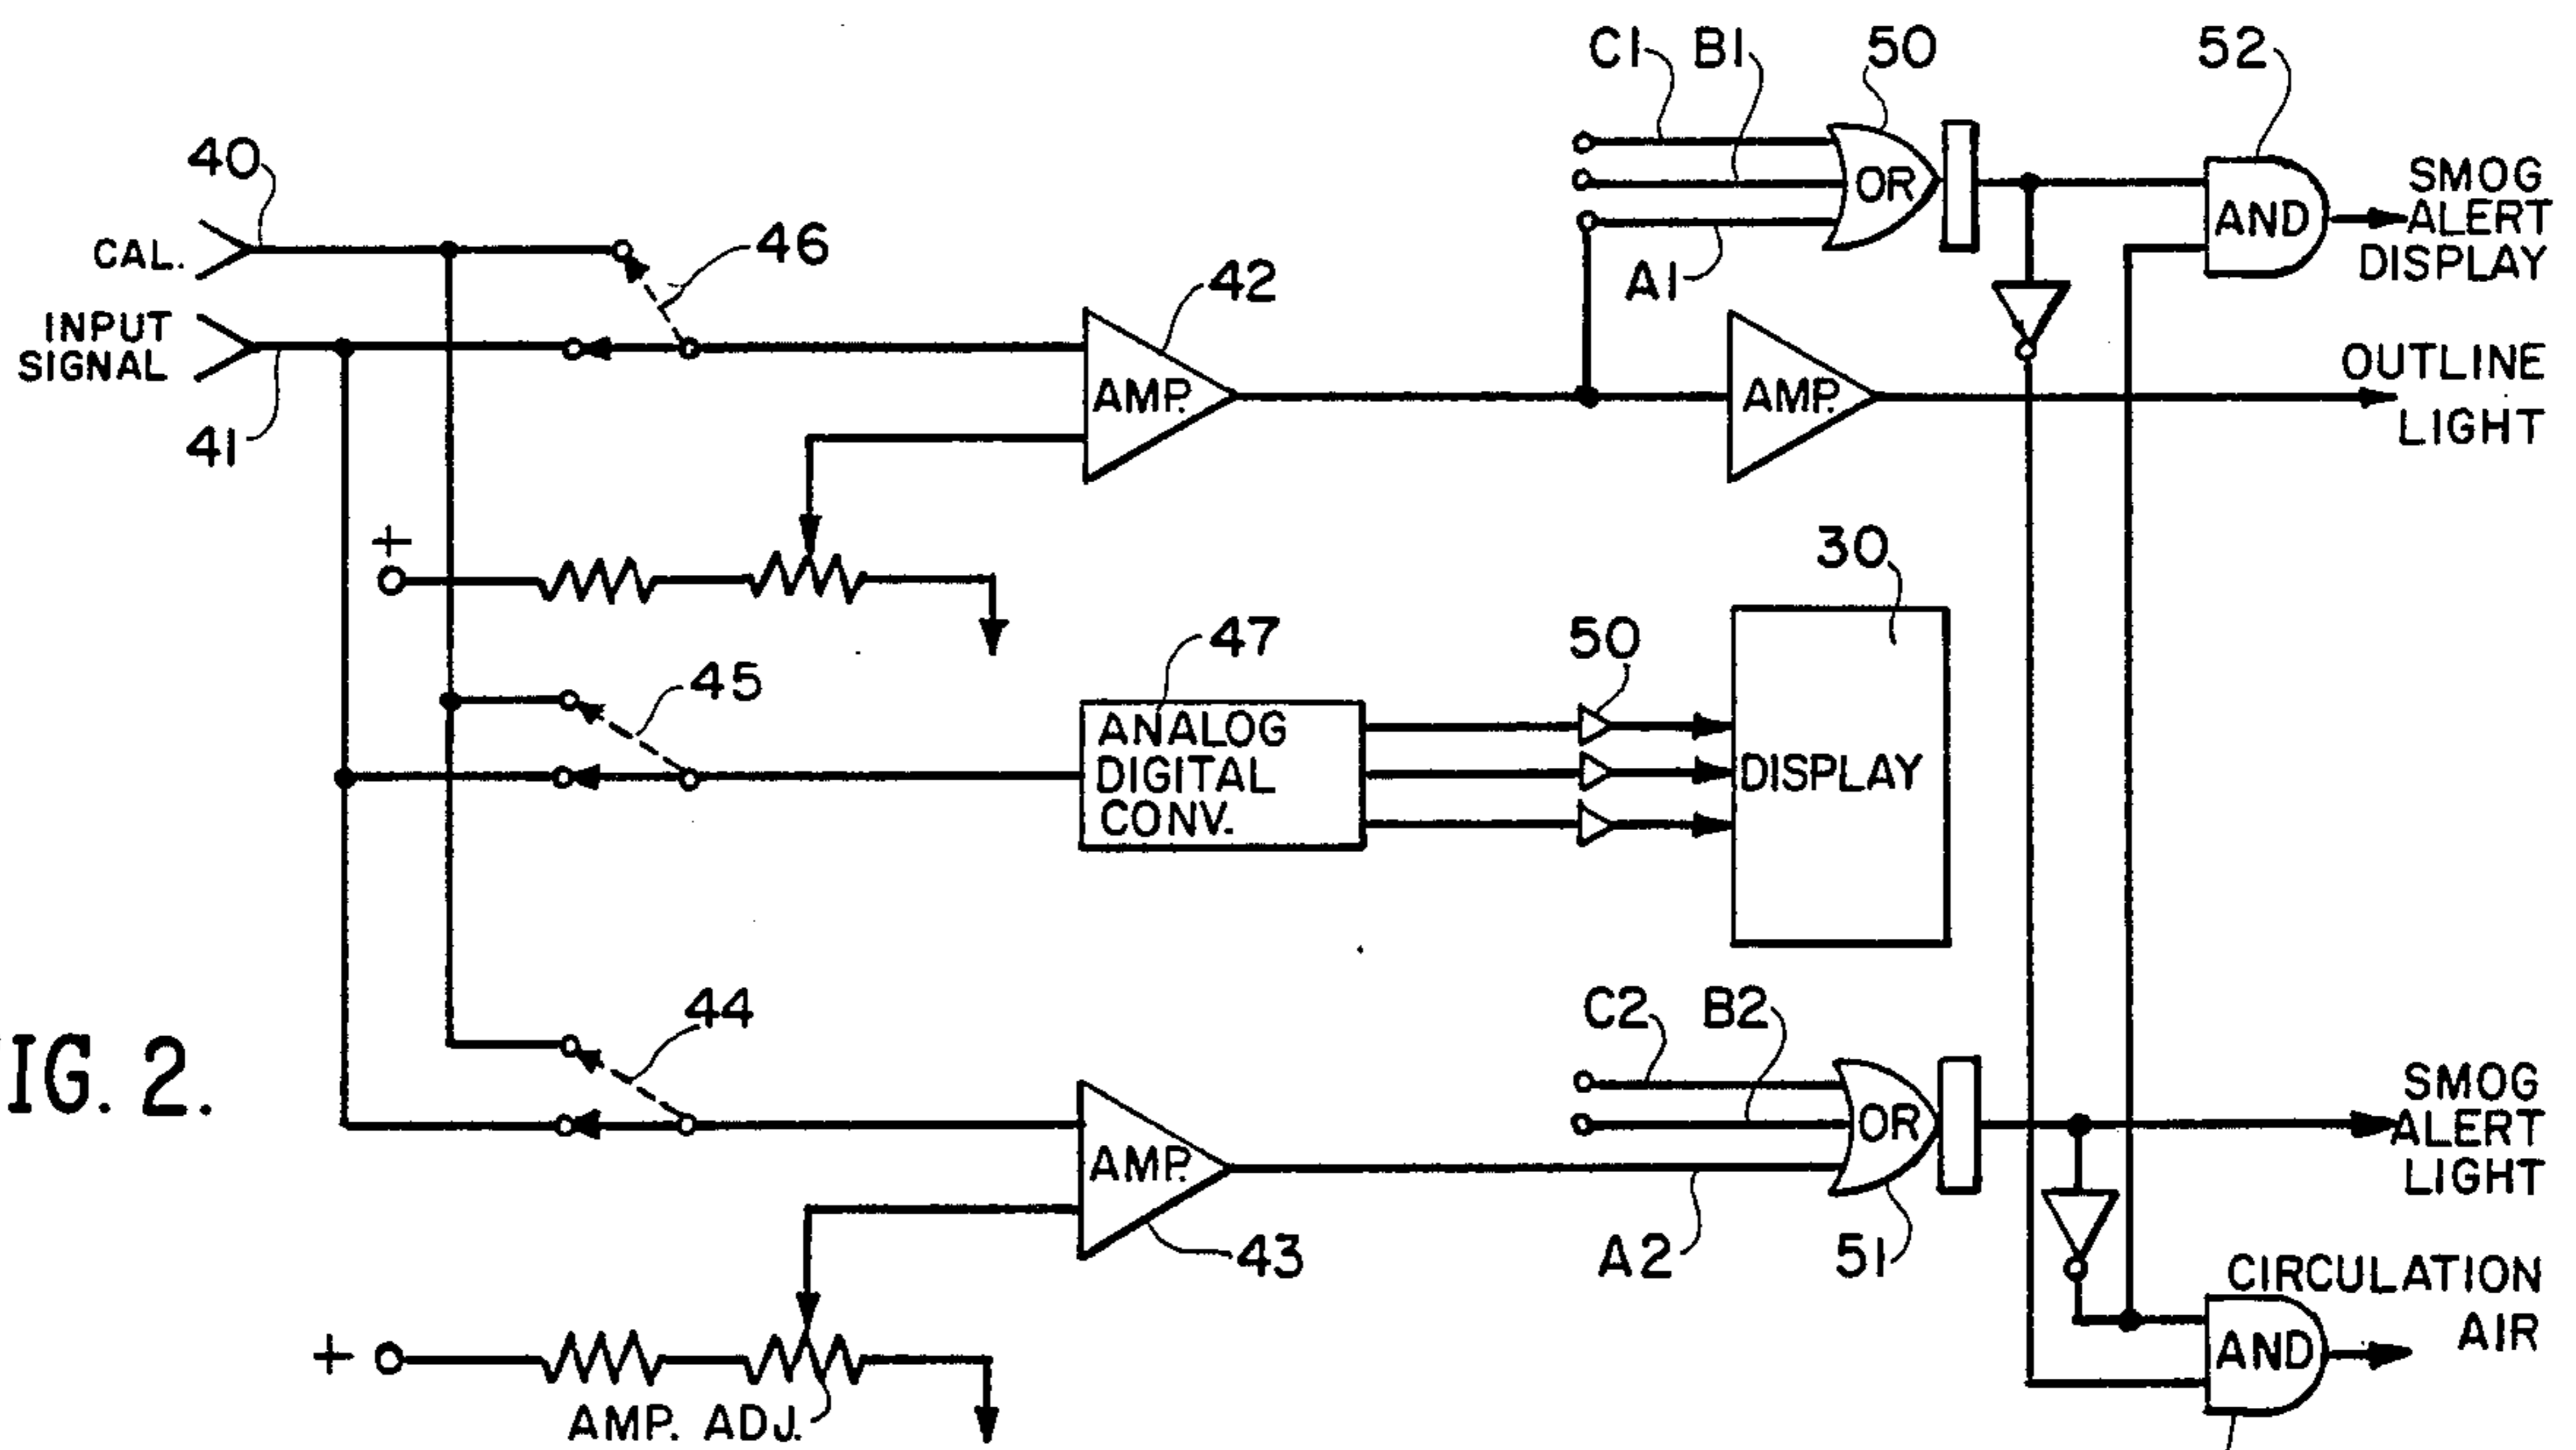 C1
B1
50
52
40
46
42
CAL.
INPUT
SIGNAL
41
OR
A1
AND
SMOG
ALERT
DISPLAY
AMP.
AMP.
OUTLINE
LIGHT
+
45
47
50
30
ANALOG
DIGITAL
CONV.
DISPLAY
44
C2
B2
IG. 2.
AMP.
OR
SMOG
ALERT
LIGHT
43
A2
51
CIRCULATION
AIR
AND
+
AMP. ADJ.